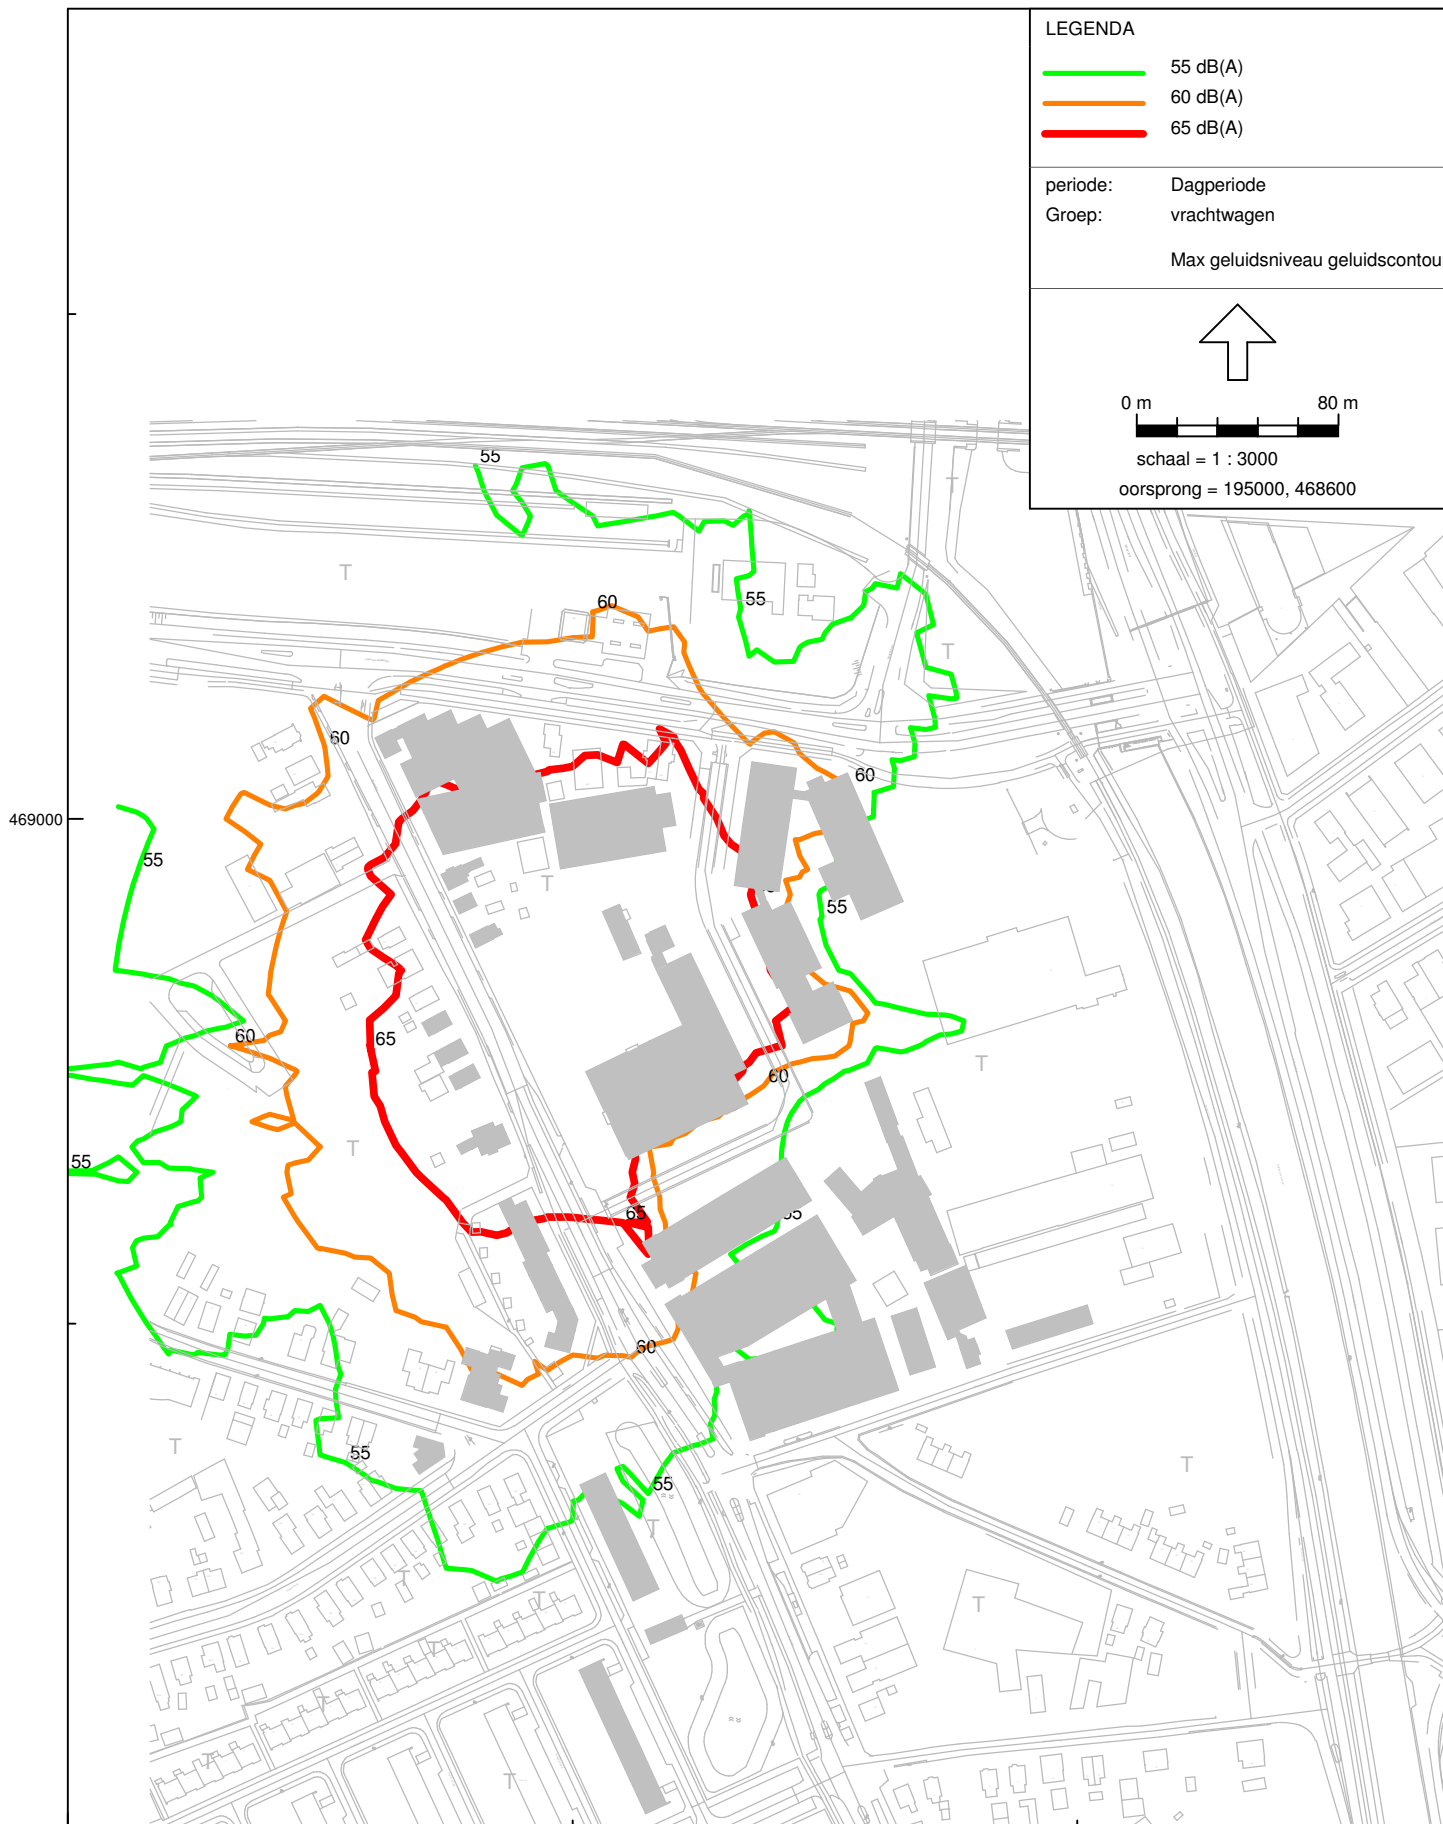 LEGENDA
55 dB(A)
60 dB(A)
65 dB(A)
periode: Dagperiode
Groep: vrachtwagen
Max geluidsniveau geluidscontou
0 m 80 m
schaal = 1 : 3000
oorsprong = 195000, 468600
55
T
T
60
55
T
60
60
469000
55
T
55
60
65
T
60
T
55
65
55
60
T
55
T
55
T
T
T
T
T
T
T
T